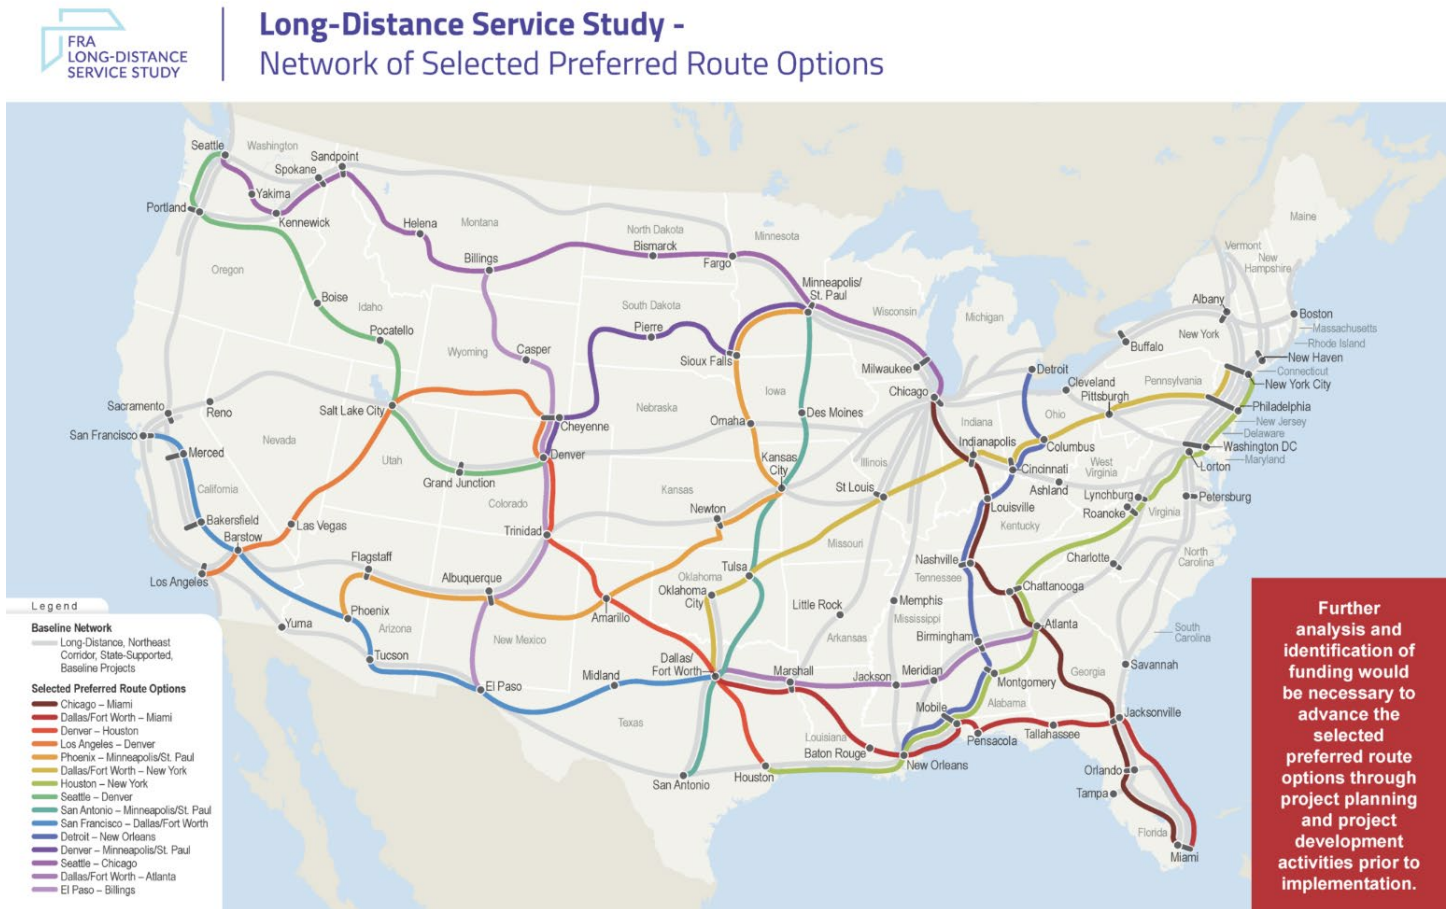 FRA
LONG-DISTANCE
SERVICE STUDY
Long-Distance Service Study -
Network of Selected Preferred Route Options
Seattle
Washington
Spokane
Sandpoint
Yakima
Kennewick
Portland
Oregon
Helena
Montana
Billings
North Dakota
Bismarck
Fargo
Minnesota
Minneapolis/
St. Paul
Wisconsin
Michigan
Maine
Vermont
New
Hampshire
Albany
New York
Boston
Massachusetts
Rhode Island
New Haven
Connecticut
New York City
Buffalo
Boise
Idaho
Pocatello
Wyoming
Casper
South Dakota
Pierre
Sioux Falls
Milwaukee
Chicago
Detroit
Cleveland
Pittsburgh
Pennsylvania
Philadelphia
New Jersey
Delaware
Washington DC
Maryland
Lorton
Sacramento
Reno
San Francisco
Merced
Nevada
California
Salt Lake City
Utah
Grand Junction
Cheyenne
Denver
Colorado
Nebraska
Iowa
Omaha
Des Moines
Kansas
City
Illinois
Indiana
Indianapolis
Ohio
Columbus
Cincinnati
West
Virginia
Ashland
Lynchburg
Roanoke
Virginia
Petersburg
Bakersfield
Barstow
Las Vegas
Los Angeles
Trinidad
Kansas
Newton
St Louis
Missouri
Louisville
Kentucky
Flagstaff
Albuquerque
Phoenix
Arizona
Yuma
Tucson
New Mexico
El Paso
Amarillo
Oklahoma
Oklahoma
City
Tulsa
Little Rock
Arkansas
Memphis
Mississippi
Nashville
Tennessee
Chattanooga
Charlotte
North
Carolina
South
Carolina
Birmingham
Atlanta
Georgia
Savannah
Midland
Dallas/
Fort Worth
Texas
Marshall
Jackson
Meridian
Montgomery
Alabama
Mobile
Pensacola
Tallahassee
Jacksonville
Louisiana
Baton Rouge
New Orleans
Houston
San Antonio
Orlando
Tampa
Florida
Miami
Legend
Baseline Network
Long-Distance, Northeast
Corridor, State-Supported,
Baseline Projects
Selected Preferred Route Options
Chicago – Miami
Dallas/Fort Worth – Miami
Denver – Houston
Los Angeles – Denver
Phoenix – Minneapolis/St. Paul
Dallas/Fort Worth – New York
Houston – New York
Seattle – Denver
San Antonio – Minneapolis/St. Paul
San Francisco – Dallas/Fort Worth
Detroit – New Orleans
Denver – Minneapolis/St. Paul
Seattle – Chicago
Dallas/Fort Worth – Atlanta
El Paso – Billings
Further
analysis and
identification of
funding would
be necessary to
advance the
selected
preferred route
options through
project planning
and project
development
activities prior to
implementation.